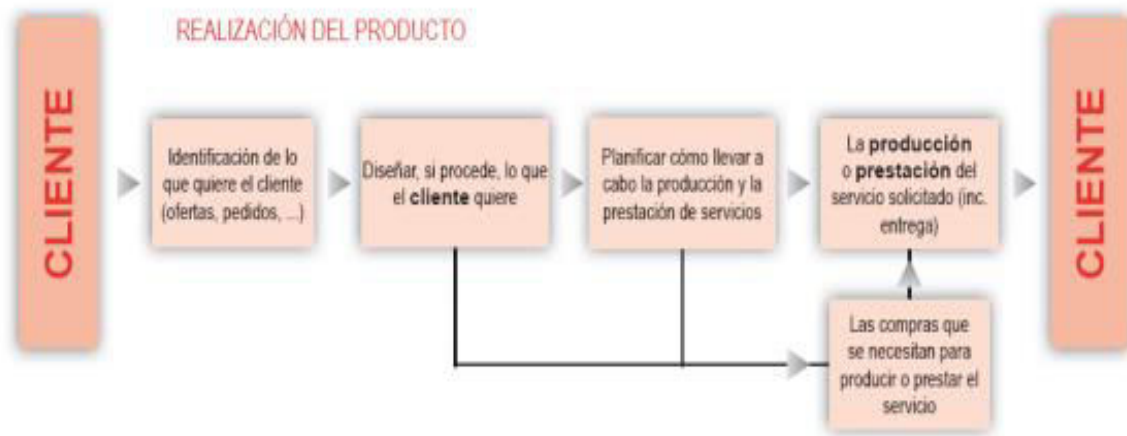 REALIZACIÓN DEL PRODUCTO
CLIENTE
Identificación de lo
que quiere el cliente
(ofertas, pedidos, ...)
Diseñar, si procede, lo que
el cliente quiere
Planificar cómo llevar a
cabo la producción y la
prestación de servicios
La producción
o prestación del
servicio solicitado (inc.
entrega)
Las compras que
se necesitan para
producir o prestar el
servicio
CLIENTE